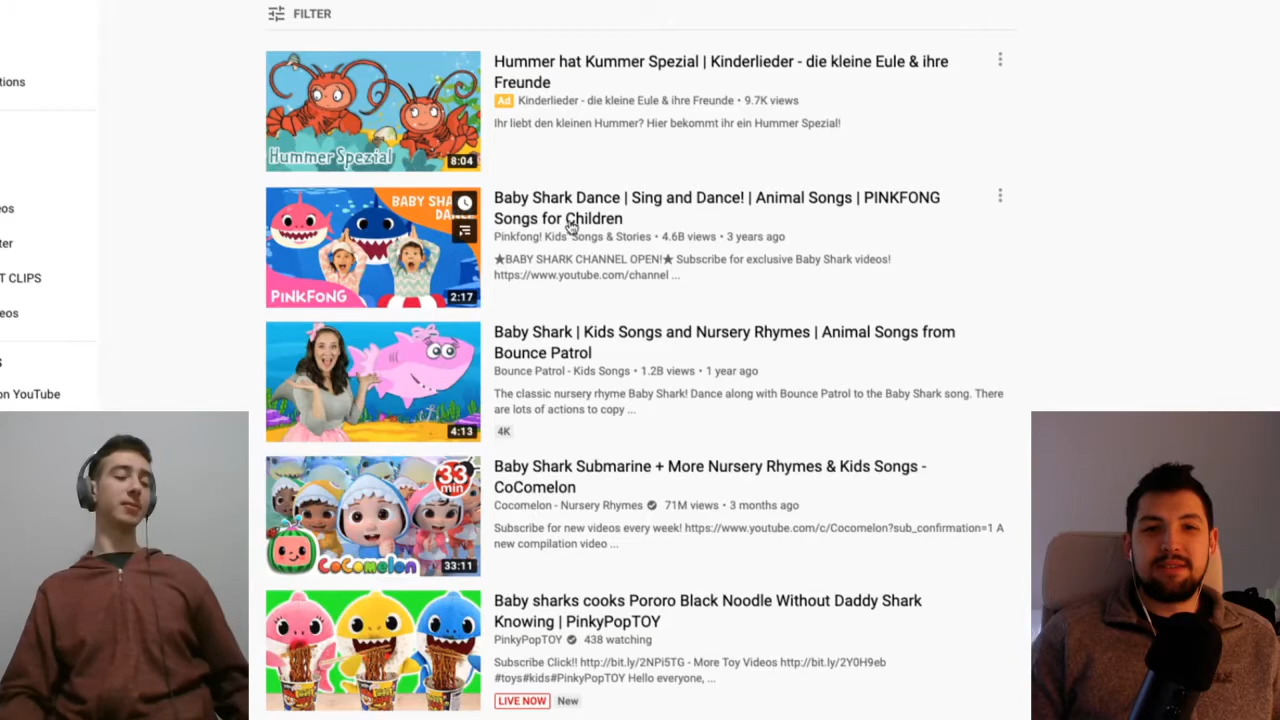 FILTER
tions
eos
ter
T CLIPS
eos
S
on YouTube
Hummer Spezial
8:04
Hummer hat Kummer Spezial | Kinderlieder - die kleine Eule & ihre
Freunde
Ad Kinderlieder - die kleine Eule & ihre Freunde • 9.7K views
Ihr liebt den kleinen Hummer? Hier bekommt ihr ein Hummer Spezial!
BABY SHA
DA
PINKFONG
2:17
Baby Shark Dance | Sing and Dance! | Animal Songs | PINKFONG
Songs for Children
Pinkfong! Kids' Songs & Stories • 4.6B views • 3 years ago
★BABY SHARK CHANNEL OPEN!★ Subscribe for exclusive Baby Shark videos!
https://www.youtube.com/channel ...
4:13
Baby Shark | Kids Songs and Nursery Rhymes | Animal Songs from
Bounce Patrol
Bounce Patrol - Kids Songs • 1.2B views • 1 year ago
The classic nursery rhyme Baby Shark! Dance along with Bounce Patrol to the Baby Shark song. There
are lots of actions to copy ...
4K
33
min
CoComelon
33:11
Baby Shark Submarine + More Nursery Rhymes & Kids Songs -
CoComelon
Cocomelon - Nursery Rhymes 71M views • 3 months ago
Subscribe for new videos every week! https://www.youtube.com/c/Cocomelon?sub_confirmation=1 A
new compilation video ...
Baby sharks cooks Pororo Black Noodle Without Daddy Shark
Knowing | PinkyPopTOY
PinkyPopTOY 438 watching
Subscribe Click!! http://bit.ly/2NPi5TG - More Toy Videos http://bit.ly/2Y0H9eb
#toys#kids#PinkyPopTOY Hello everyone, ...
LIVE NOW New